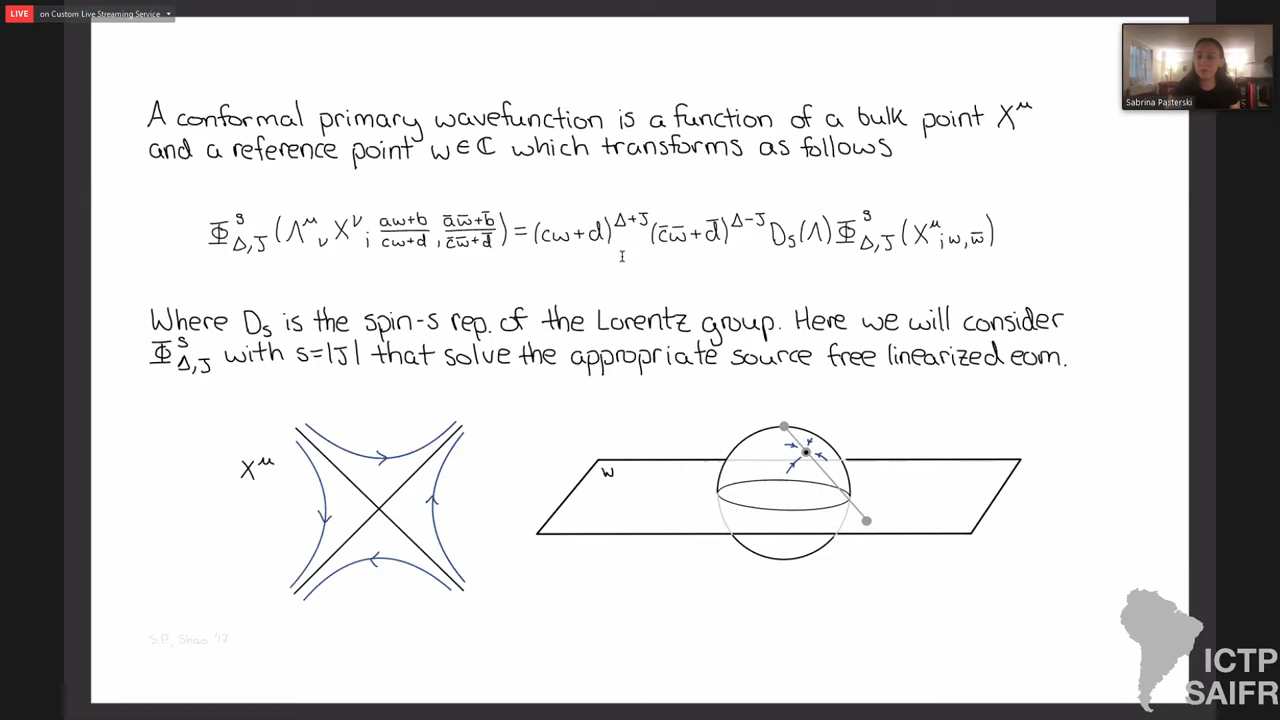 LIVE on Custom Live Streaming Service
Sabrina Pasterski
A conformal primary wavefunction is a function of a bulk point X^μ
and a reference point w∈ℂ which transforms as follows
Φ^s_{Δ,J}(Λ^μ_ν X^ν; \frac{aw+b}{cw+d}, \frac{āw̄+b̄}{c̄w̄+d̄}) = (cw+d)^{Δ+J}(c̄w̄+d̄)^{Δ-J} D_s(Λ)Φ^s_{Δ,J}(X^μ; w, w̄)
Where D_s is the spin-s rep. of the Lorentz group. Here we will consider
Φ^s_{Δ,J} with s=|J| that solve the appropriate source free linearized eom.
X^μ
w
S.P., Shao '17
ICTP
SAIFR